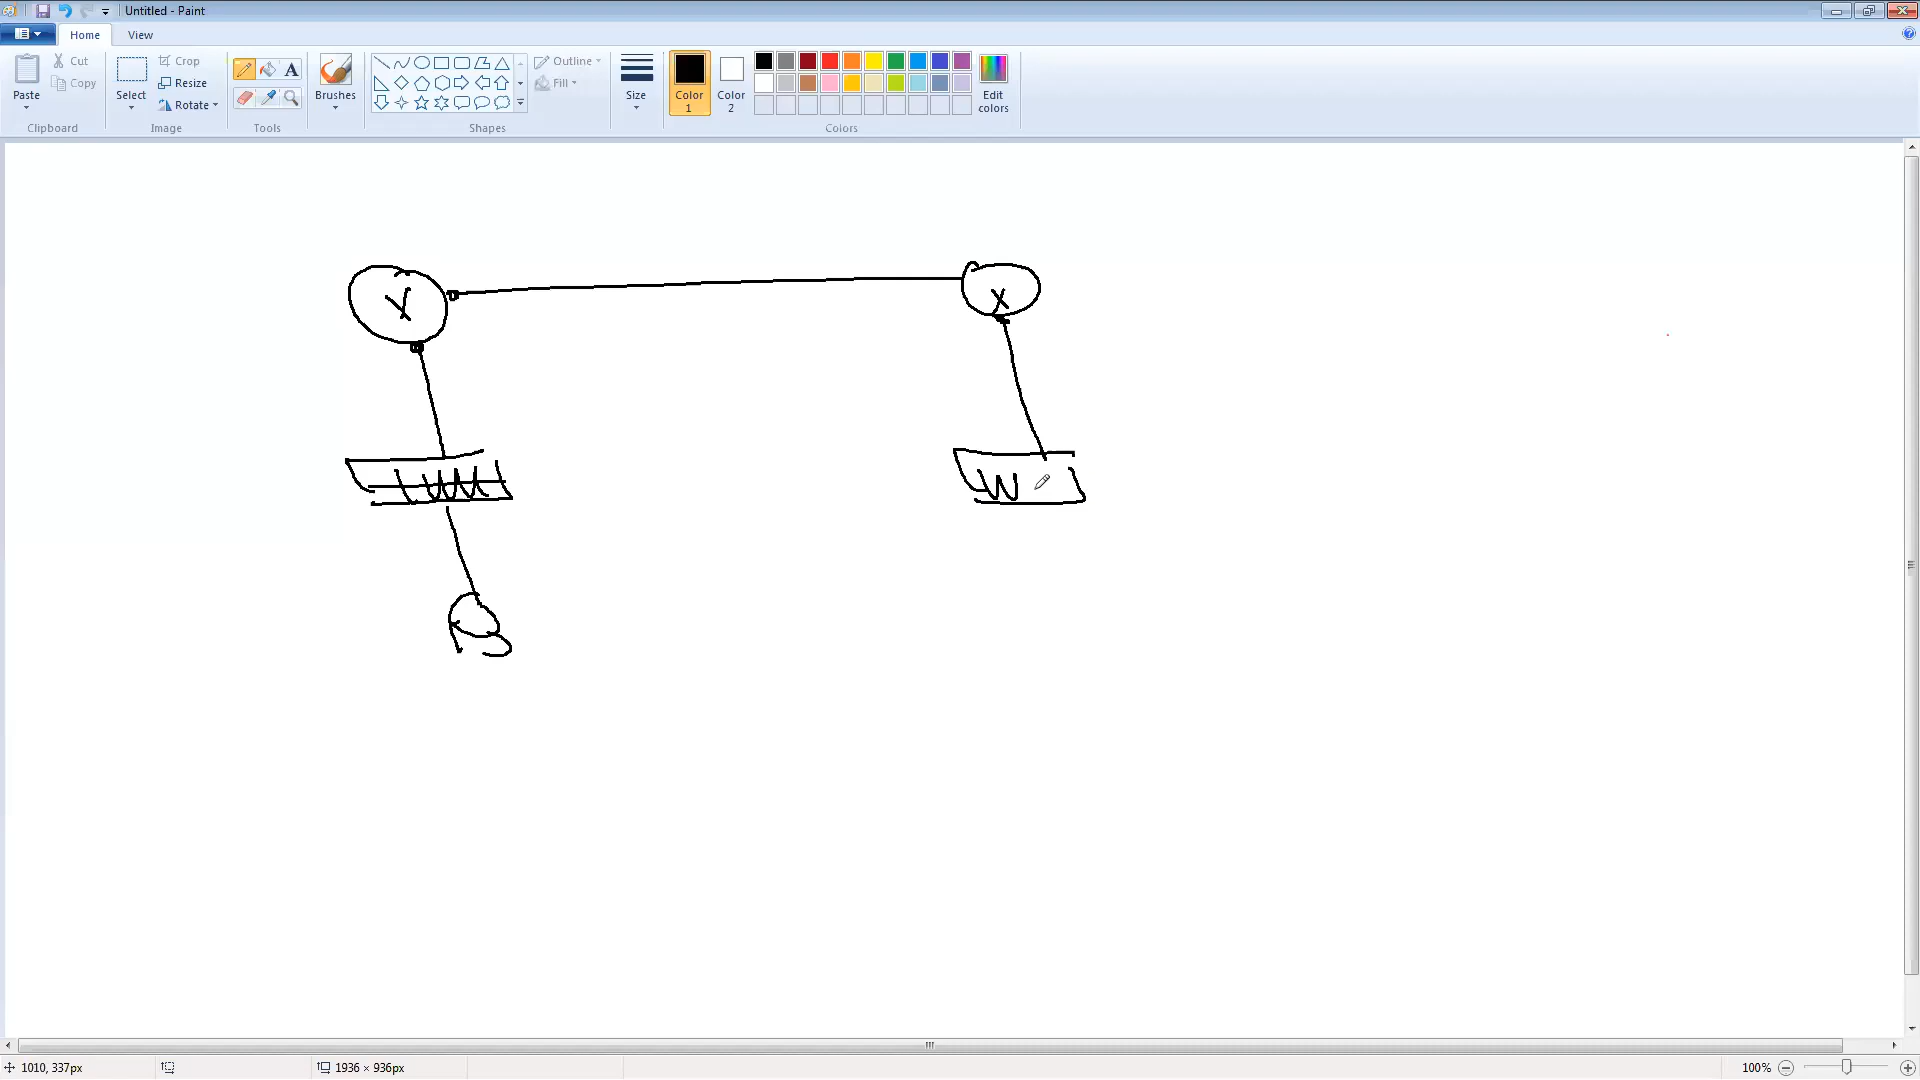 Untitled - Paint
Home View
Paste
Cut
Copy
Clipboard
Select
Crop
Resize
Rotate
Image
Tools
Brushes
Shapes
Outline
Fill
Size
Color 1
Color 2
Edit colors
Colors
A
X
1010, 337px
1936 × 936px
100%